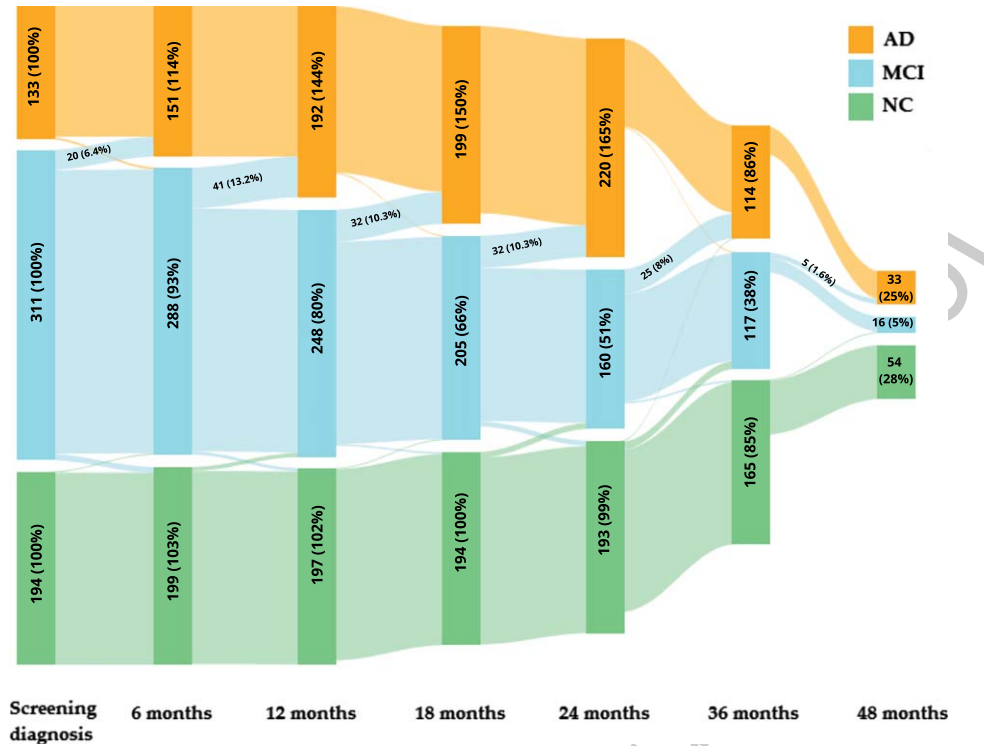 AD
MCI
NC
133 (100%)
151 (114%)
192 (144%)
199 (150%)
220 (165%)
114 (86%)
33
(25%)
20 (6.4%)
41 (13.2%)
32 (10.3%)
32 (10.3%)
25 (8%)
5 (1.6%)
311 (100%)
288 (93%)
248 (80%)
205 (66%)
160 (51%)
117 (38%)
16 (5%)
194 (100%)
199 (103%)
197 (102%)
194 (100%)
193 (99%)
165 (85%)
54
(28%)
Screening
diagnosis
6 months
12 months
18 months
24 months
36 months
48 months